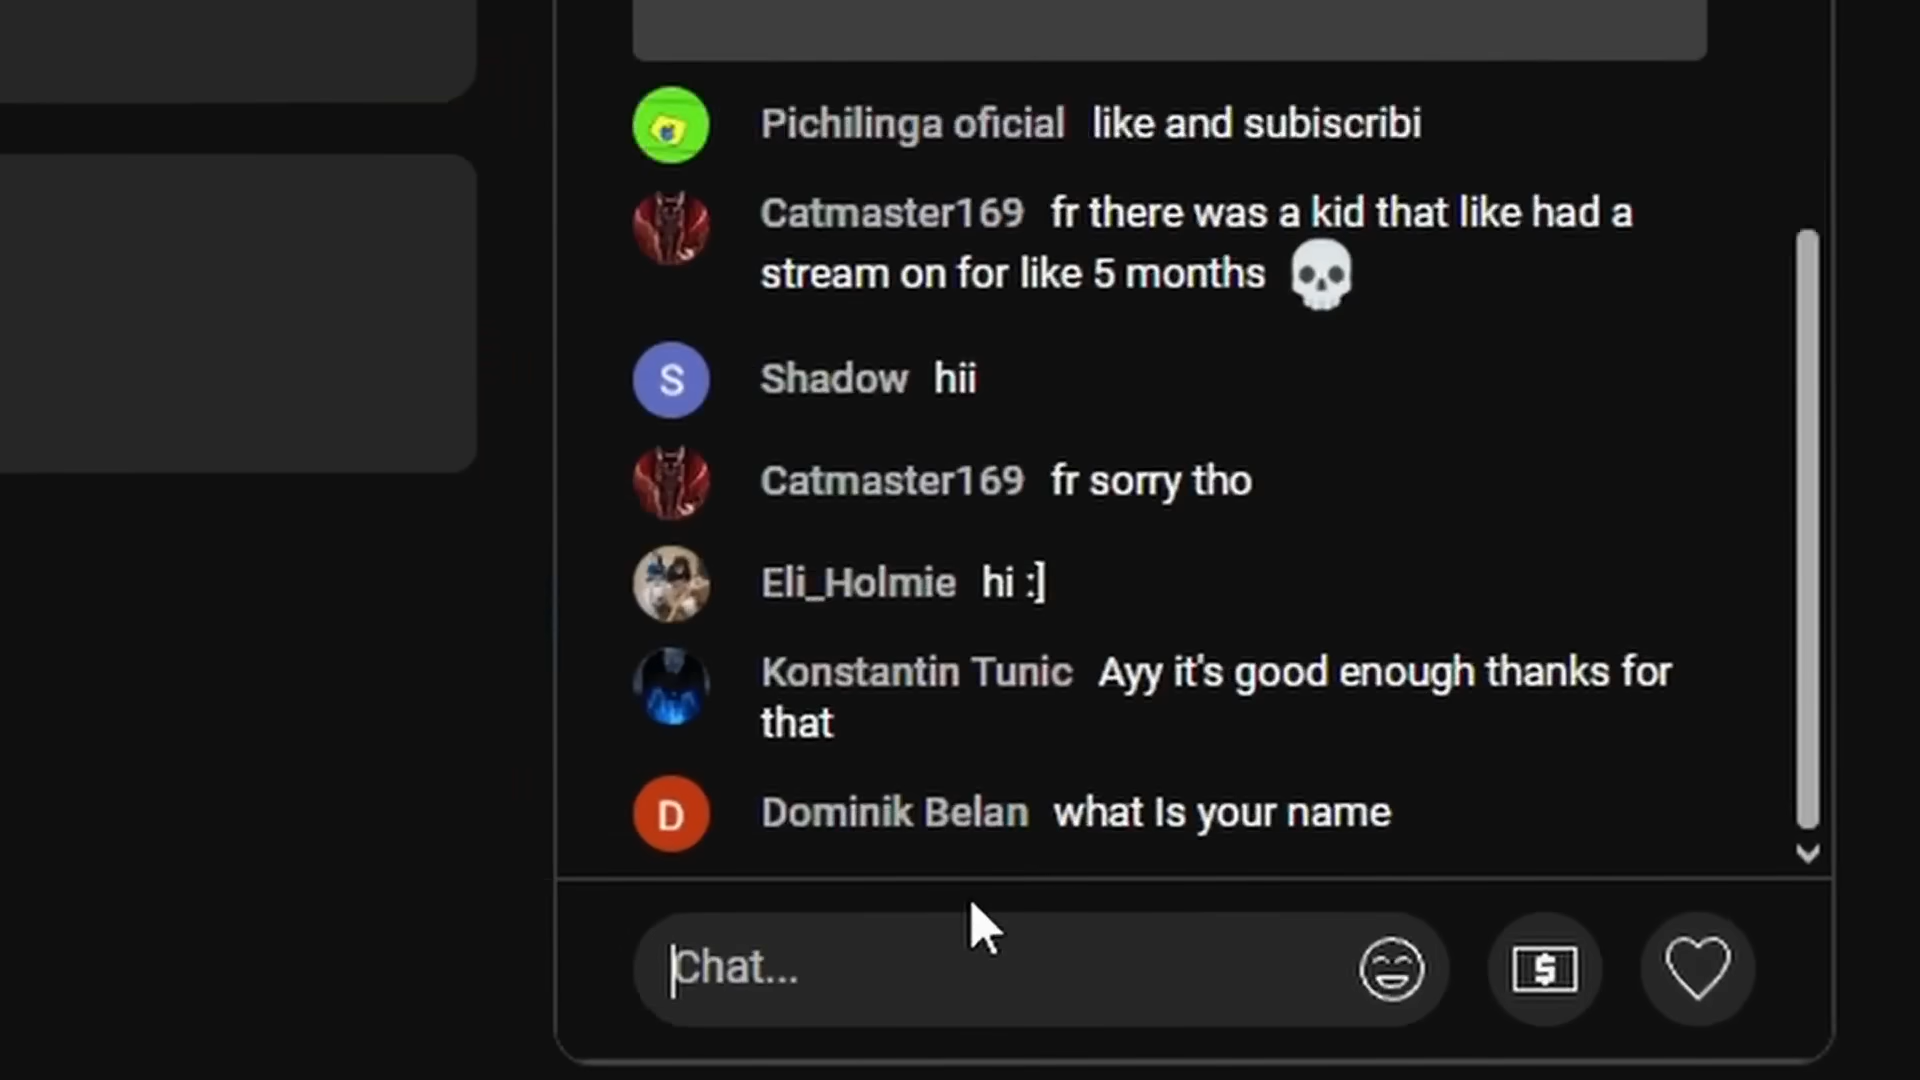 Pichilinga oficial like and subiscribi
Catmaster169 fr there was a kid that like had a
stream on for like 5 months 💀
S Shadow hii
Catmaster169 fr sorry tho
Eli_Holmie hi :]
Konstantin Tunic Ayy it's good enough thanks for
that
D Dominik Belan what Is your name
Chat...
$